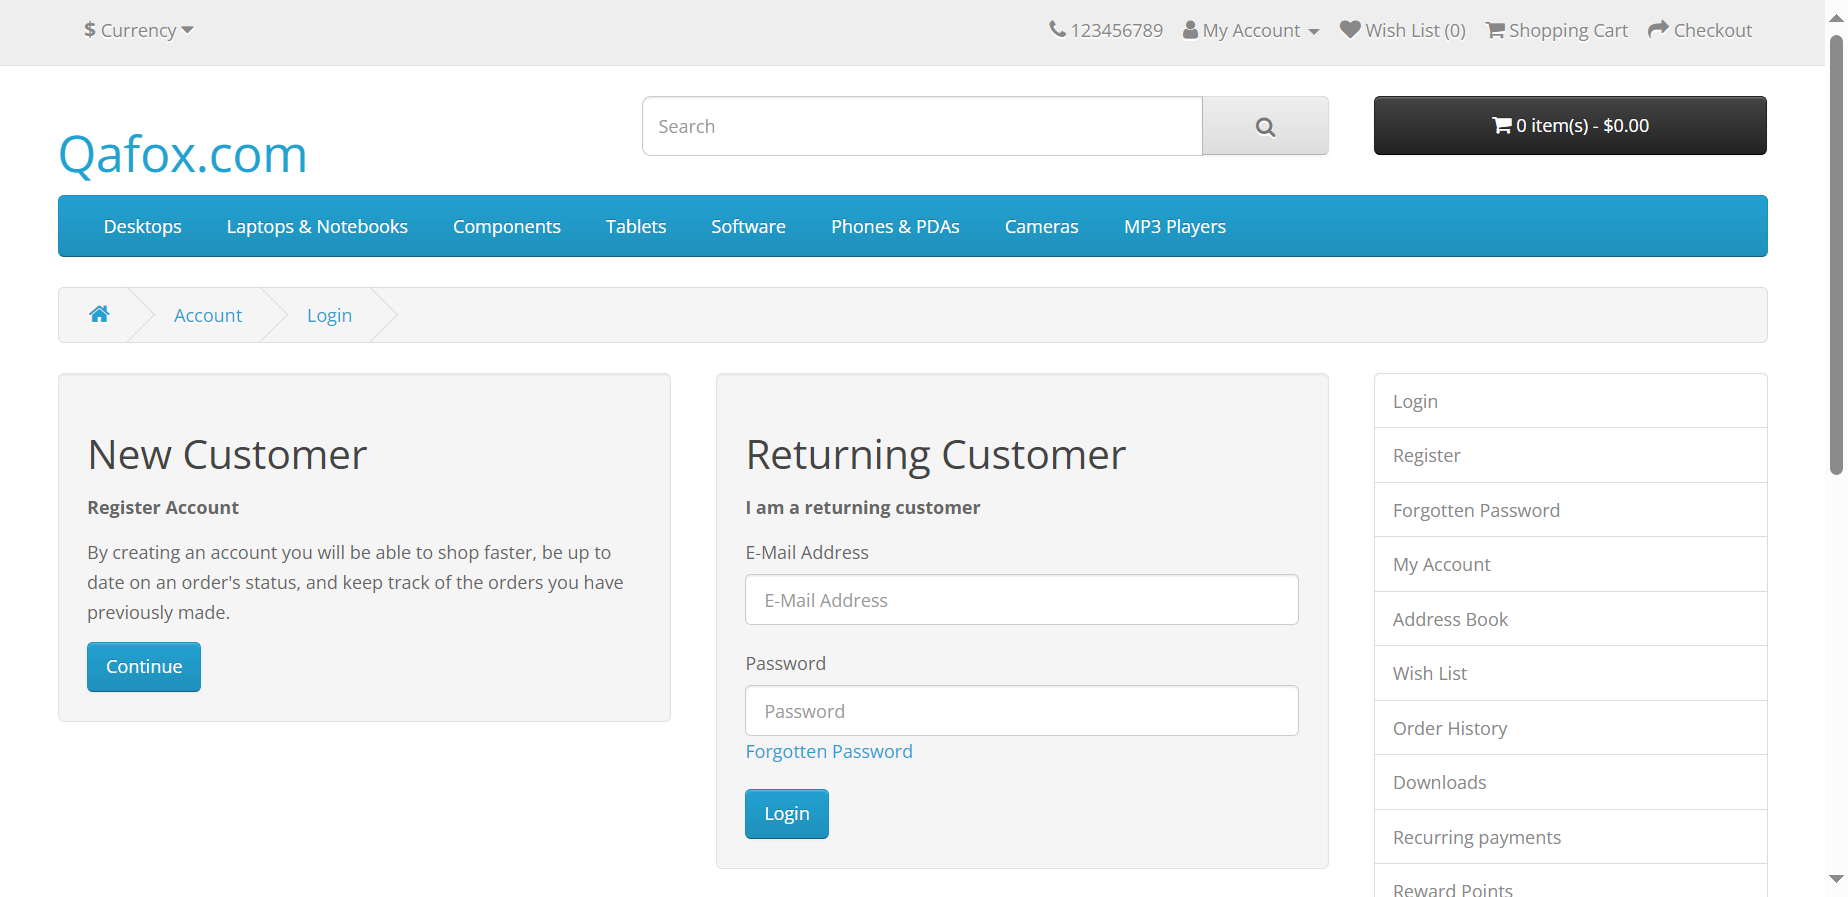 $ Currency
123456789 My Account Wish List (0) Shopping Cart Checkout
Qafox.com
Search
0 item(s) - $0.00
Desktops Laptops & Notebooks Components Tablets Software Phones & PDAs Cameras MP3 Players
Account Login
New Customer
Register Account
By creating an account you will be able to shop faster, be up to
date on an order's status, and keep track of the orders you have
previously made.
Continue
Returning Customer
I am a returning customer
E-Mail Address
E-Mail Address
Password
Password
Forgotten Password
Login
Login
Register
Forgotten Password
My Account
Address Book
Wish List
Order History
Downloads
Recurring payments
Reward Points